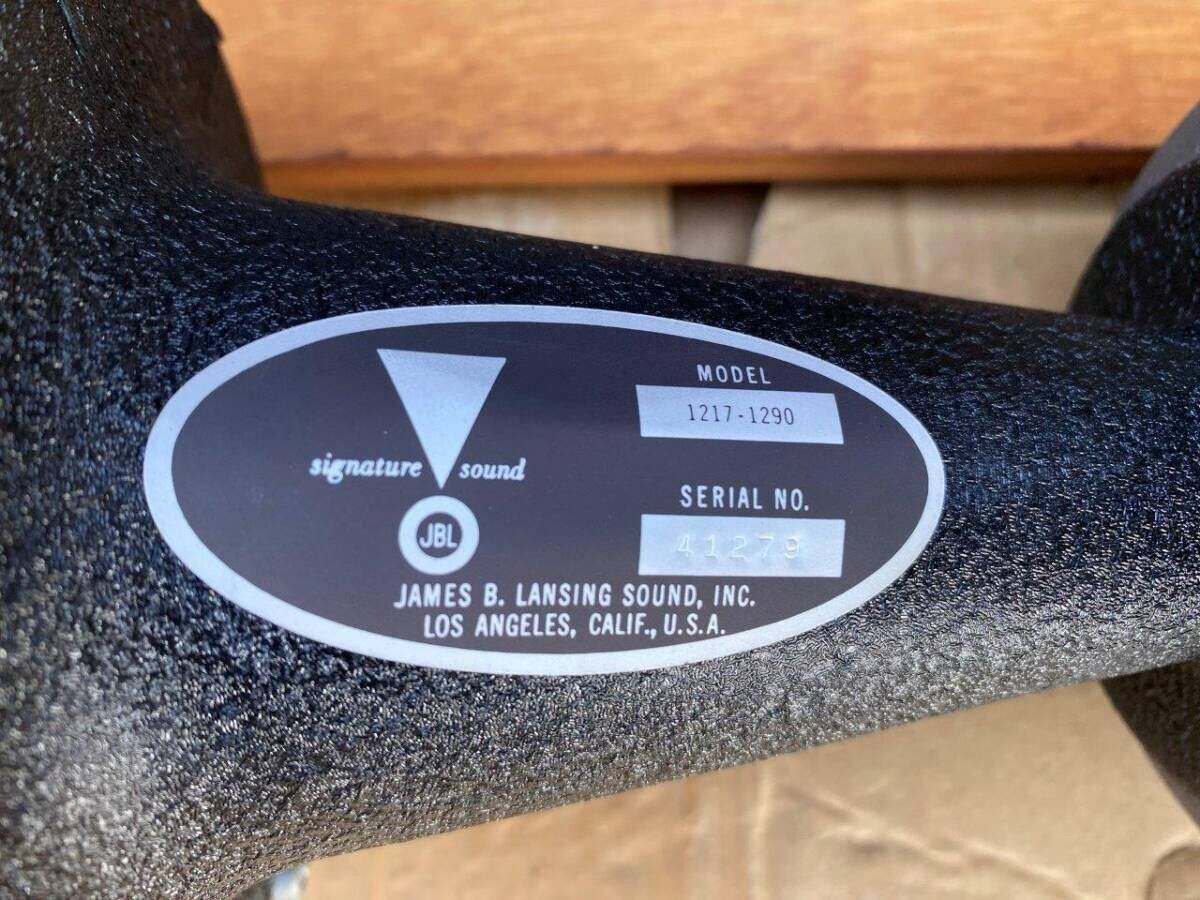 signature sound
JBL
JAMES B. LANSING SOUND, INC.
LOS ANGELES, CALIF., U.S.A.
MODEL
1217-1290
SERIAL NO.
41279